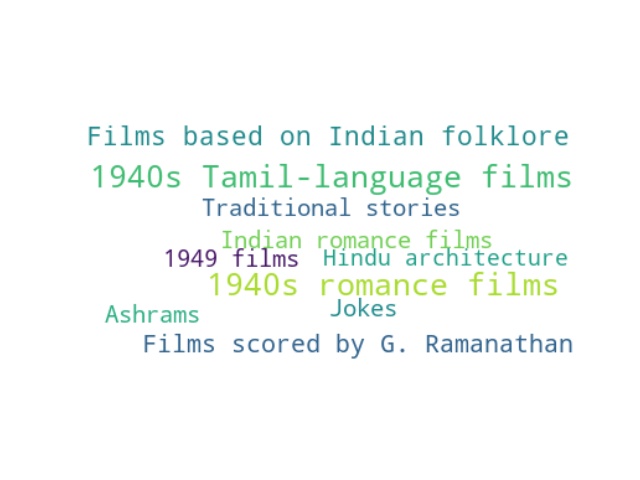 Films based on Indian folklore
1940s Tamil-language films
Traditional stories
Indian romance films
1949 films
Hindu architecture
1940s romance films
Jokes
Ashrams
Films scored by G. Ramanathan